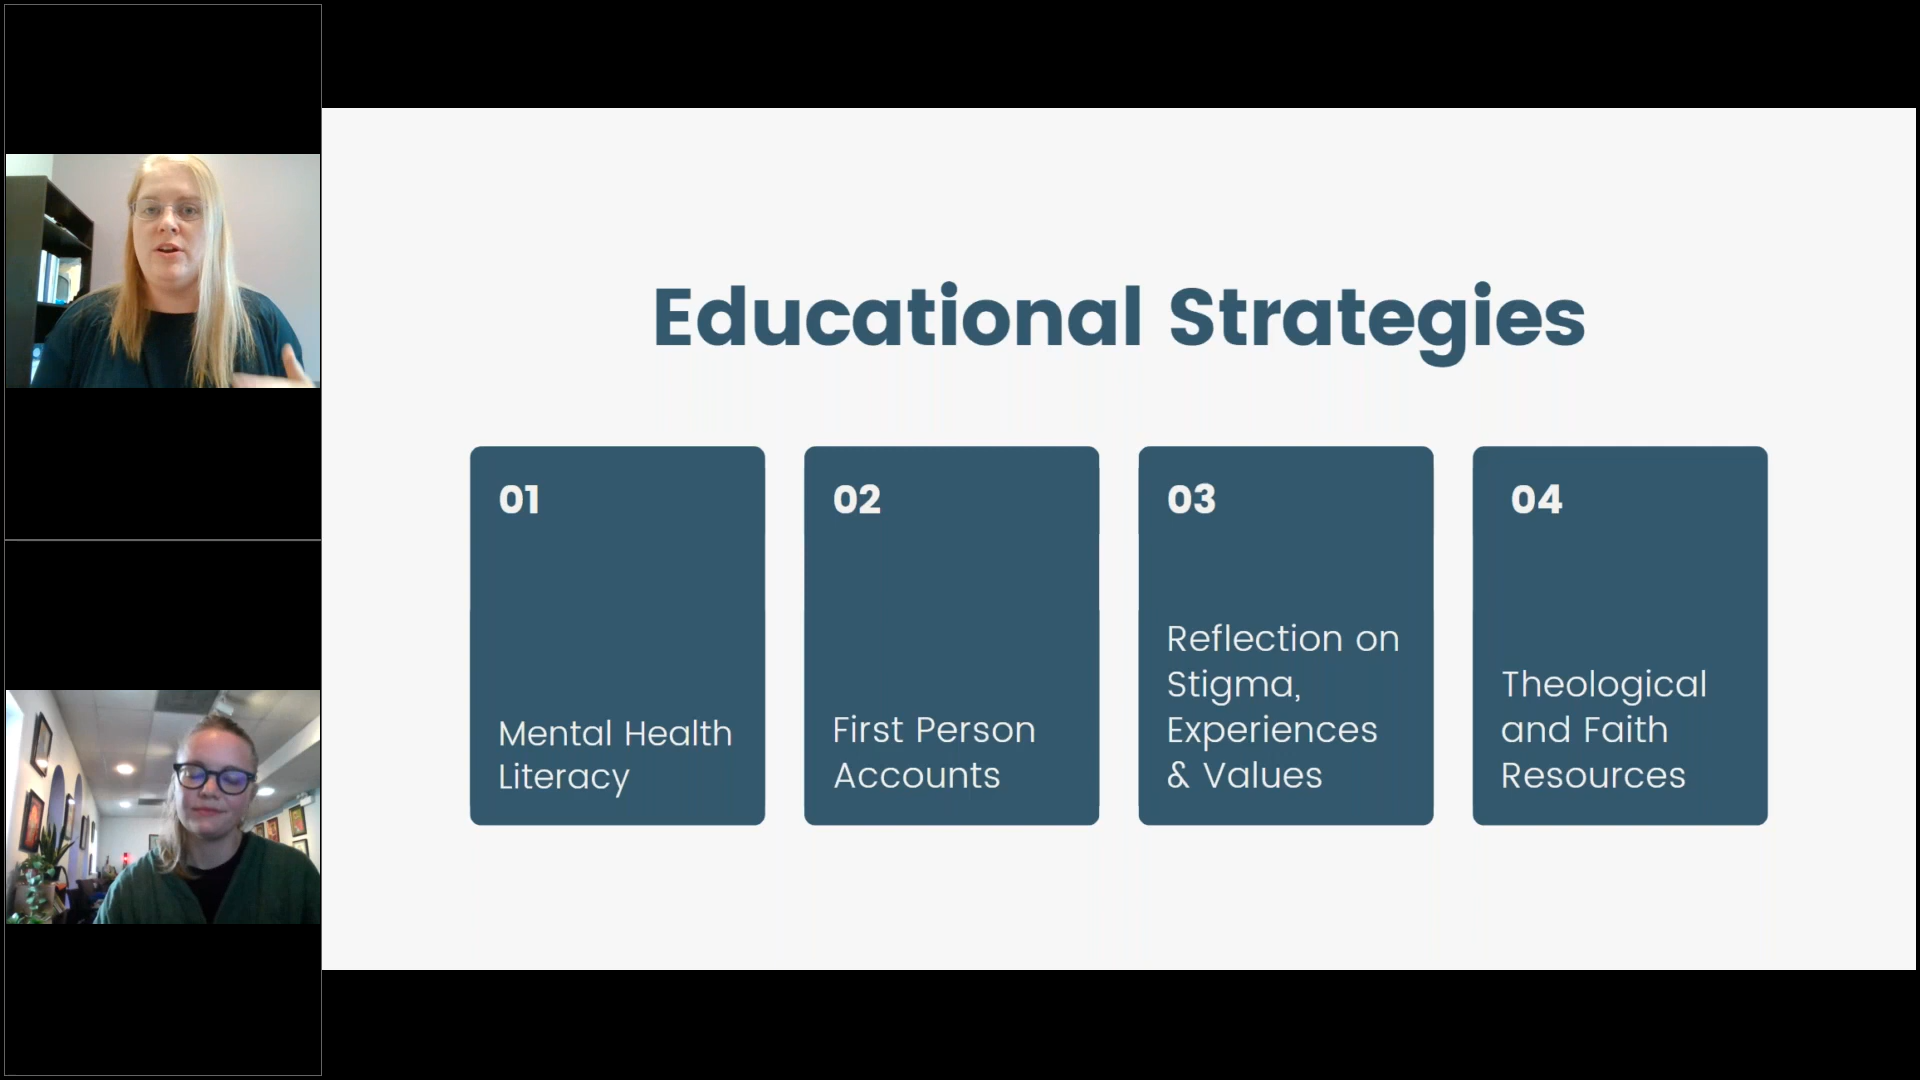 Educational Strategies
01
Mental Health
Literacy
02
First Person
Accounts
03
Reflection on
Stigma,
Experiences
& Values
04
Theological
and Faith
Resources